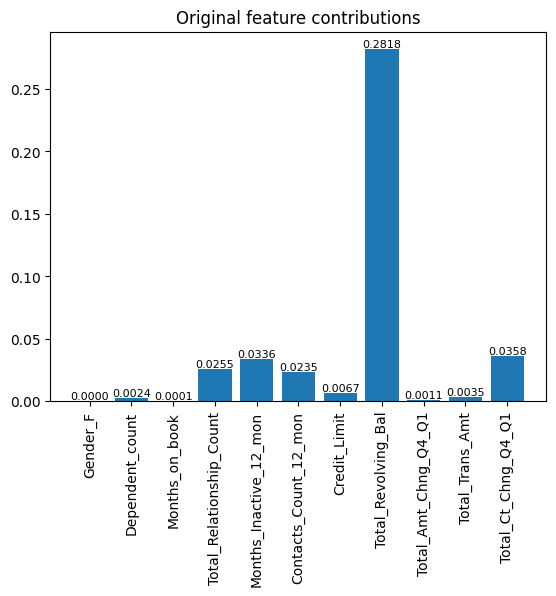 Original feature contributions
0.25
0.20
0.15
0.10
0.05
0.00
0.0000
0.0024
0.0001
0.0255
0.0336
0.0235
0.0067
0.2818
0.0011
0.0035
0.0358
Gender_F
Dependent_count
Months_on_book
Total_Relationship_Count
Months_Inactive_12_mon
Contacts_Count_12_mon
Credit_Limit
Total_Revolving_Bal
Total_Amt_Chng_Q4_Q1
Total_Trans_Amt
Total_Ct_Chng_Q4_Q1